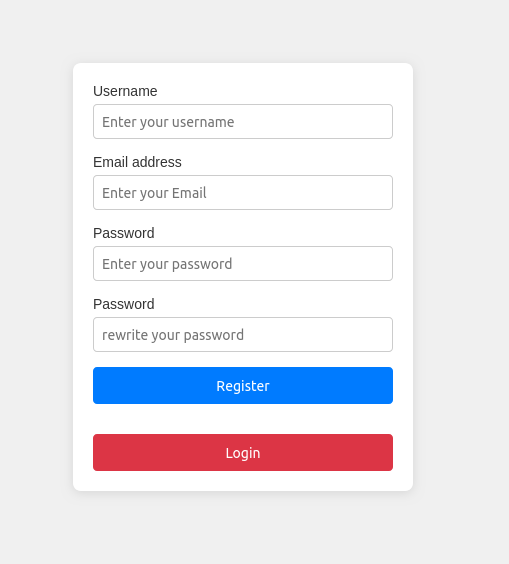 Username
Enter your username
Email address
Enter your Email
Password
Enter your password
Password
rewrite your password
Register
Login